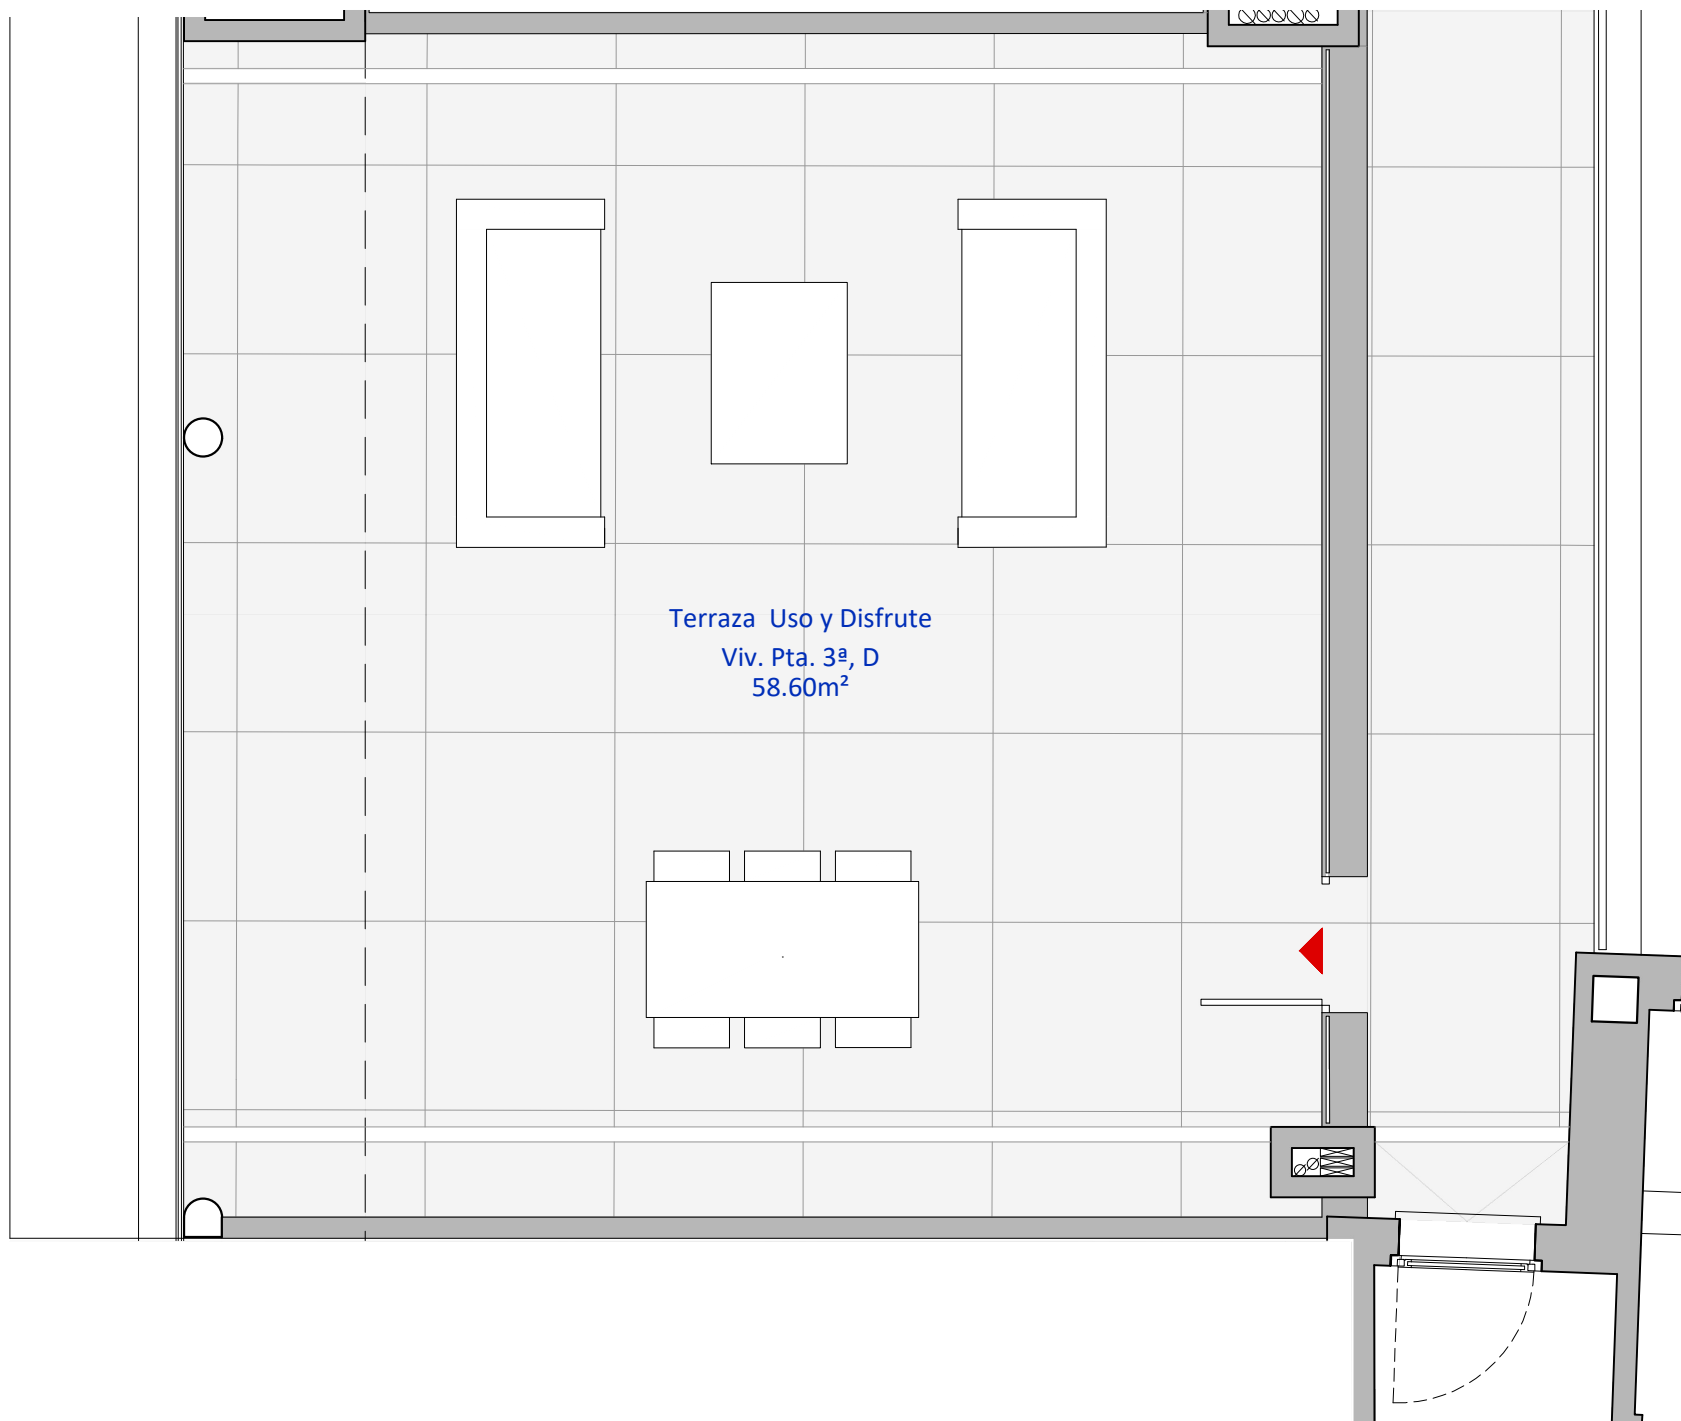 Terraza  Uso y Disfrute
Viv. Pta. 3ª, D
58.60m²